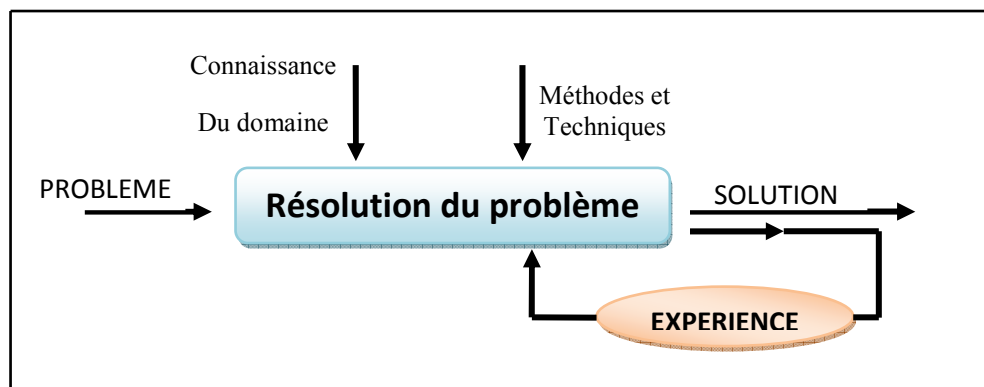 Connaissance
Du domaine
Méthodes et
Techniques
PROBLEME
Résolution du problème
SOLUTION
EXPERIENCE